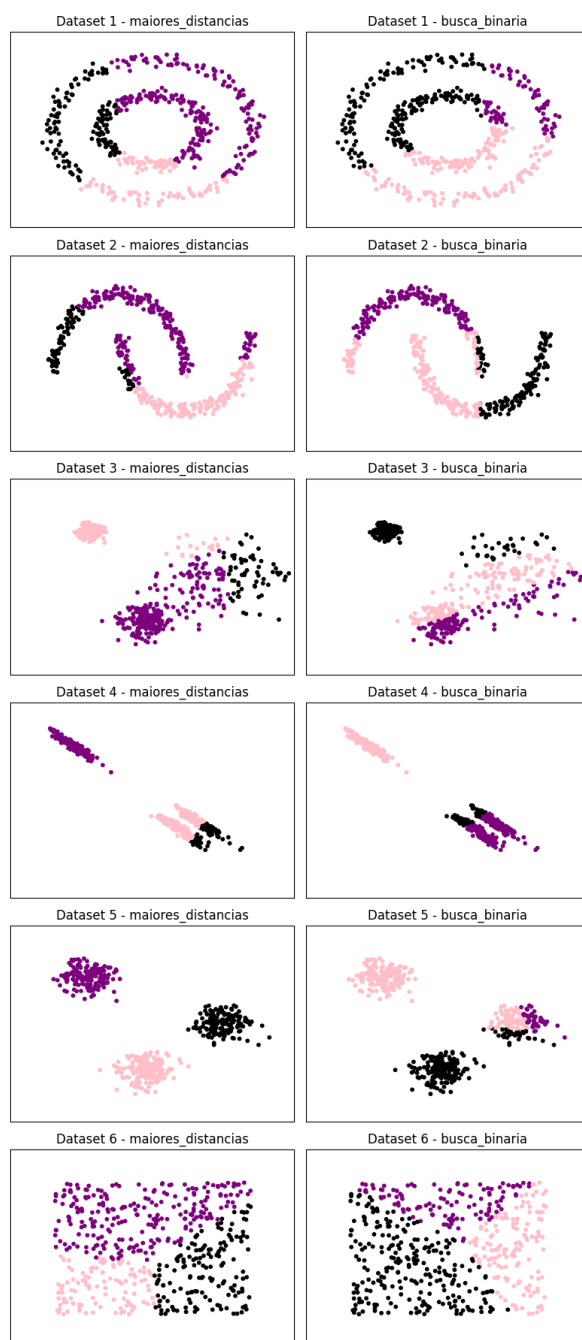 Dataset 1 - maiores_distancias
Dataset 1 - busca_binaria
Dataset 2 - maiores_distancias
Dataset 2 - busca_binaria
Dataset 3 - maiores_distancias
Dataset 3 - busca_binaria
Dataset 4 - maiores_distancias
Dataset 4 - busca_binaria
Dataset 5 - maiores_distancias
Dataset 5 - busca_binaria
Dataset 6 - maiores_distancias
Dataset 6 - busca_binaria